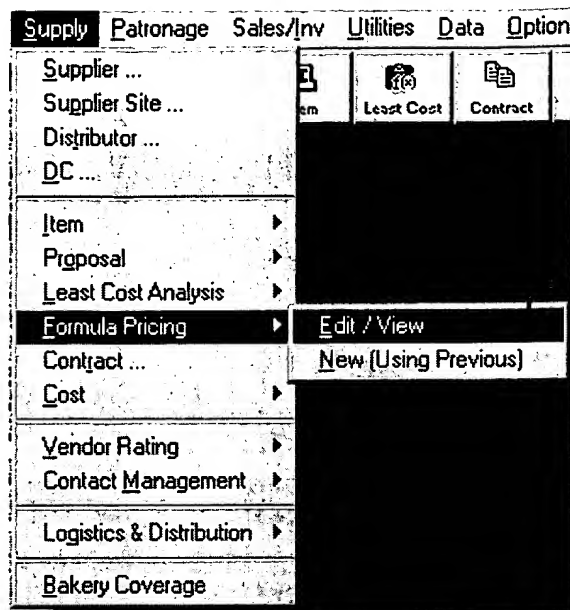 Supply Patronage Sales/Inv Utilities Data Option
Supplier ...
Supplier Site ...
Distributor ...
DC ...
em Least Cost Contract
Item
Proposal
Least Cost Analysis
Formula Pricing
Edit / View
Contract ...
New (Using Previous)
Cost
Vendor Rating
Contact Management
Logistics & Distribution
Bakery Coverage